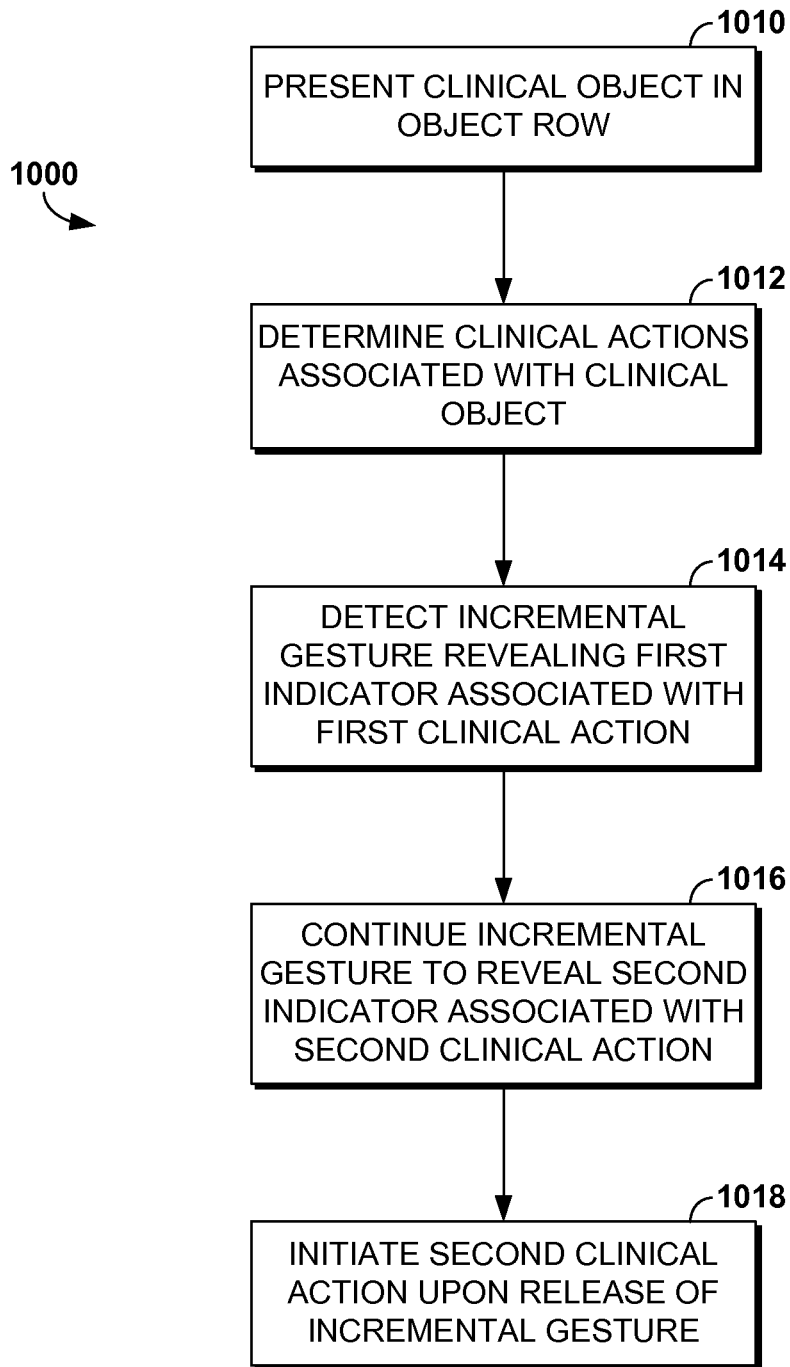 1010
PRESENT CLINICAL OBJECT IN
OBJECT ROW
1000
1012
DETERMINE CLINICAL ACTIONS
ASSOCIATED WITH CLINICAL
OBJECT
1014
DETECT INCREMENTAL
GESTURE REVEALING FIRST
INDICATOR ASSOCIATED WITH
FIRST CLINICAL ACTION
1016
CONTINUE INCREMENTAL
GESTURE TO REVEAL SECOND
INDICATOR ASSOCIATED WITH
SECOND CLINICAL ACTION
1018
INITIATE SECOND CLINICAL
ACTION UPON RELEASE OF
INCREMENTAL GESTURE